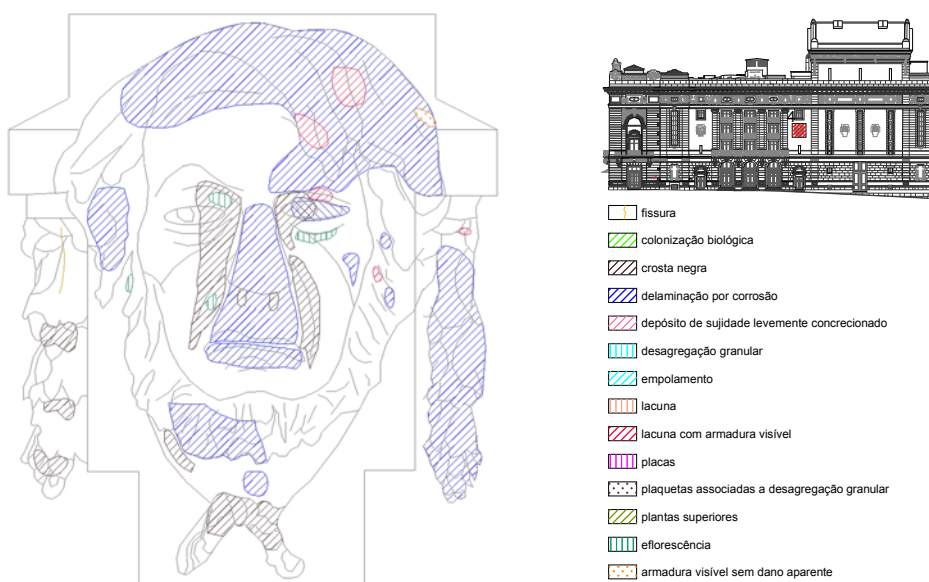 fissura
colonização biológica
crosta negra
delaminação por corrosão
depósito de sujidade levemente concrecionado
desagregação granular
empolamento
lacuna
lacuna com armadura visível
placas
plaquetas associadas a desagregação granular
plantas superiores
eflorescência
armadura visível sem dano aparente